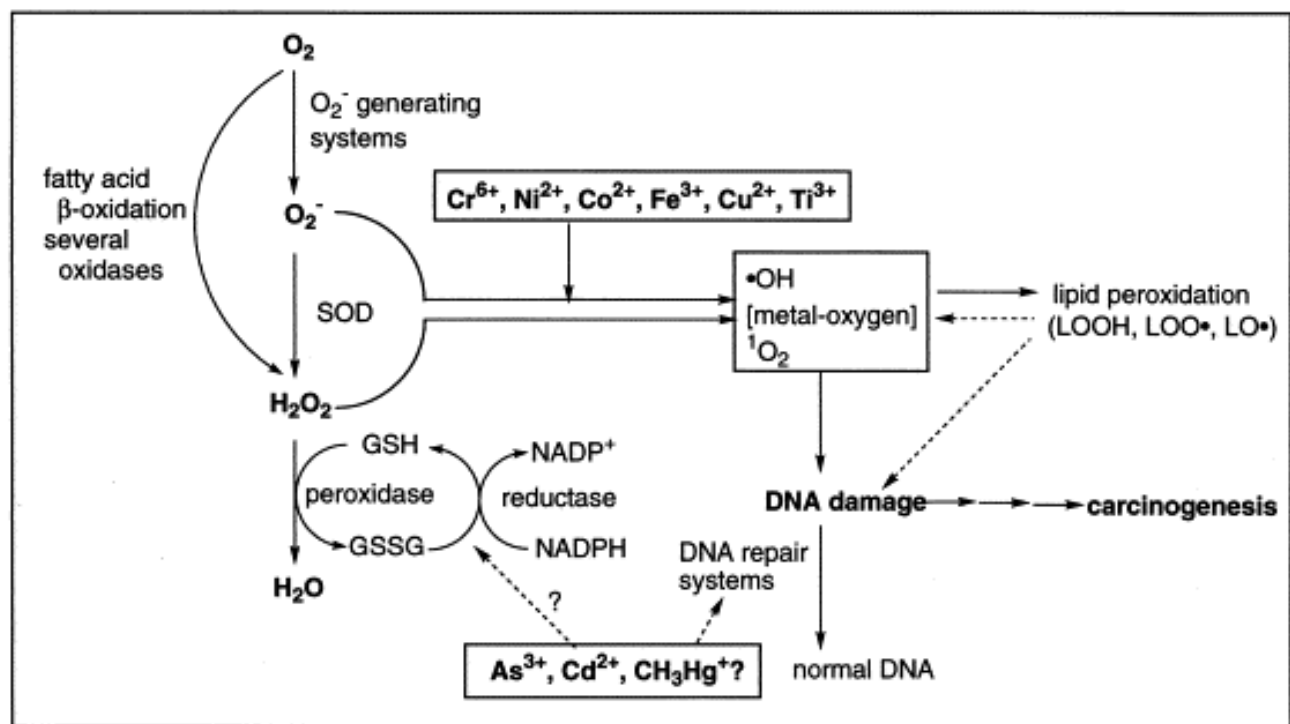 O₂
O₂⁻ generating
systems
fatty acid
β-oxidation
several
oxidases
O₂⁻
Cr⁶⁺, Ni²⁺, Co²⁺, Fe³⁺, Cu²⁺, Ti³⁺
SOD
•OH
[metal-oxygen]
¹O₂
lipid peroxidation
(LOOH, LOO•, LO•)
H₂O₂
GSH
NADP⁺
peroxidase
reductase
GSSG
NADPH
H₂O
DNA damage
carcinogenesis
DNA repair
systems
?
As³⁺, Cd²⁺, CH₃Hg⁺?
normal DNA